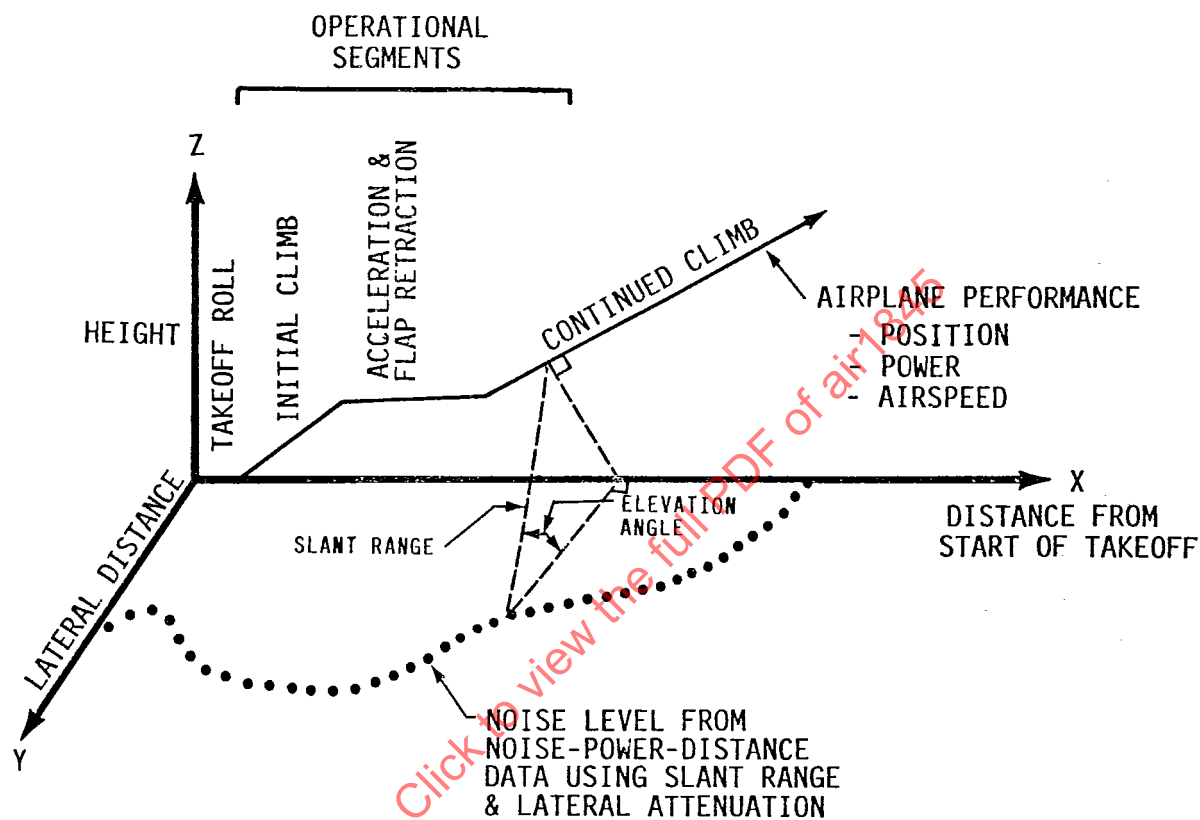 OPERATIONAL
SEGMENTS
Z
HEIGHT
TAKEOFF ROLL
INITIAL CLIMB
ACCELERATION &
FLAP RETRACTION
CONTINUED CLIMB
AIRPLANE PERFORMANCE
- POSITION
- POWER
- AIRSPEED
X
DISTANCE FROM
START OF TAKEOFF
ELEVATION
ANGLE
SLANT RANGE
LATERAL DISTANCE
Y
NOISE LEVEL FROM
NOISE-POWER-DISTANCE
DATA USING SLANT RANGE
& LATERAL ATTENUATION
Click to view the full PDF of air1845